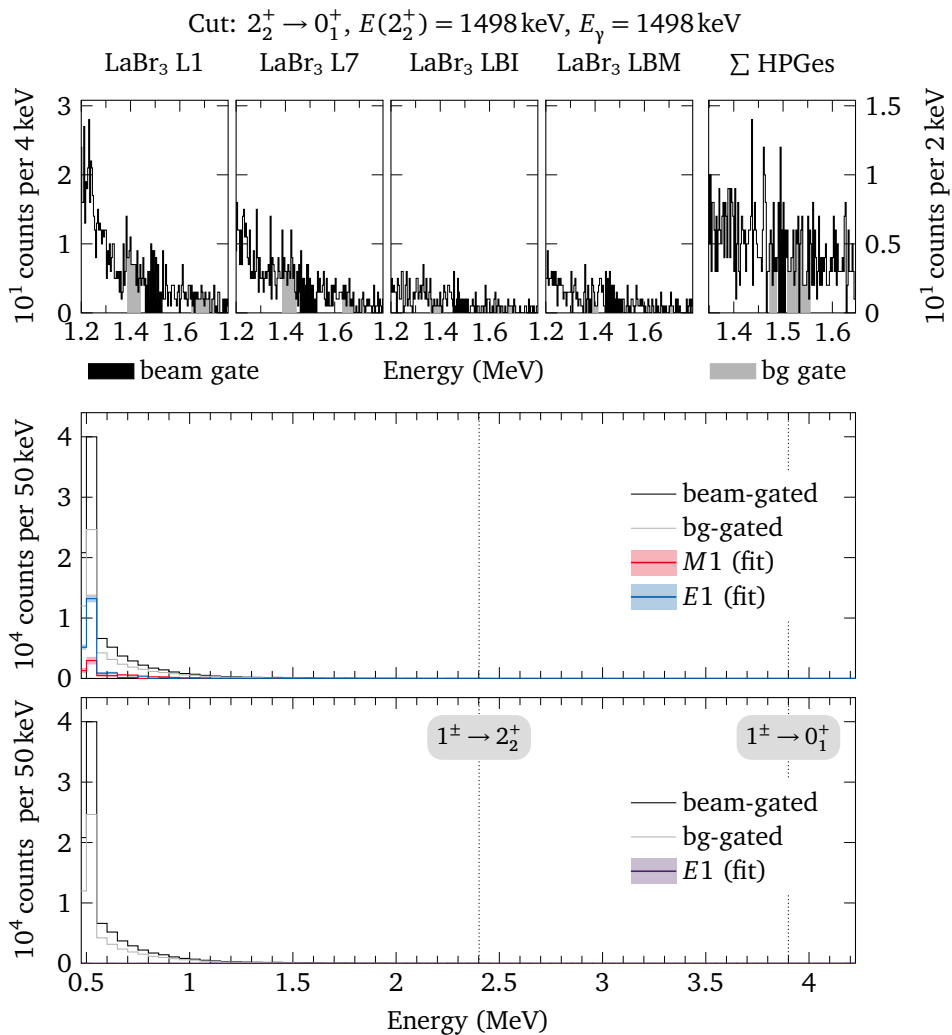 Cut: 2₂⁺ → 0₁⁺, E(2₂⁺) = 1498 keV, Eγ = 1498 keV
LaBr₃ L1 LaBr₃ L7 LaBr₃ LBI LaBr₃ LBM ∑ HPGes
10¹ counts per 4 keV
3
2
1
0
1.5
1
0.5
0
10¹ counts per 2 keV
1.2 1.4 1.6 1.2 1.4 1.6 1.2 1.4 1.6 1.2 1.4 1.6 1.4 1.5 1.6
beam gate Energy (MeV) bg gate
10⁴ counts per 50 keV
4
3
2
1
0
beam-gated
bg-gated
M1 (fit)
E1 (fit)
10⁴ counts per 50 keV
4
3
2
1
0
1± → 2₂⁺ 1± → 0₁⁺
beam-gated
bg-gated
E1 (fit)
0.5 1 1.5 2 2.5 3 3.5 4
Energy (MeV)